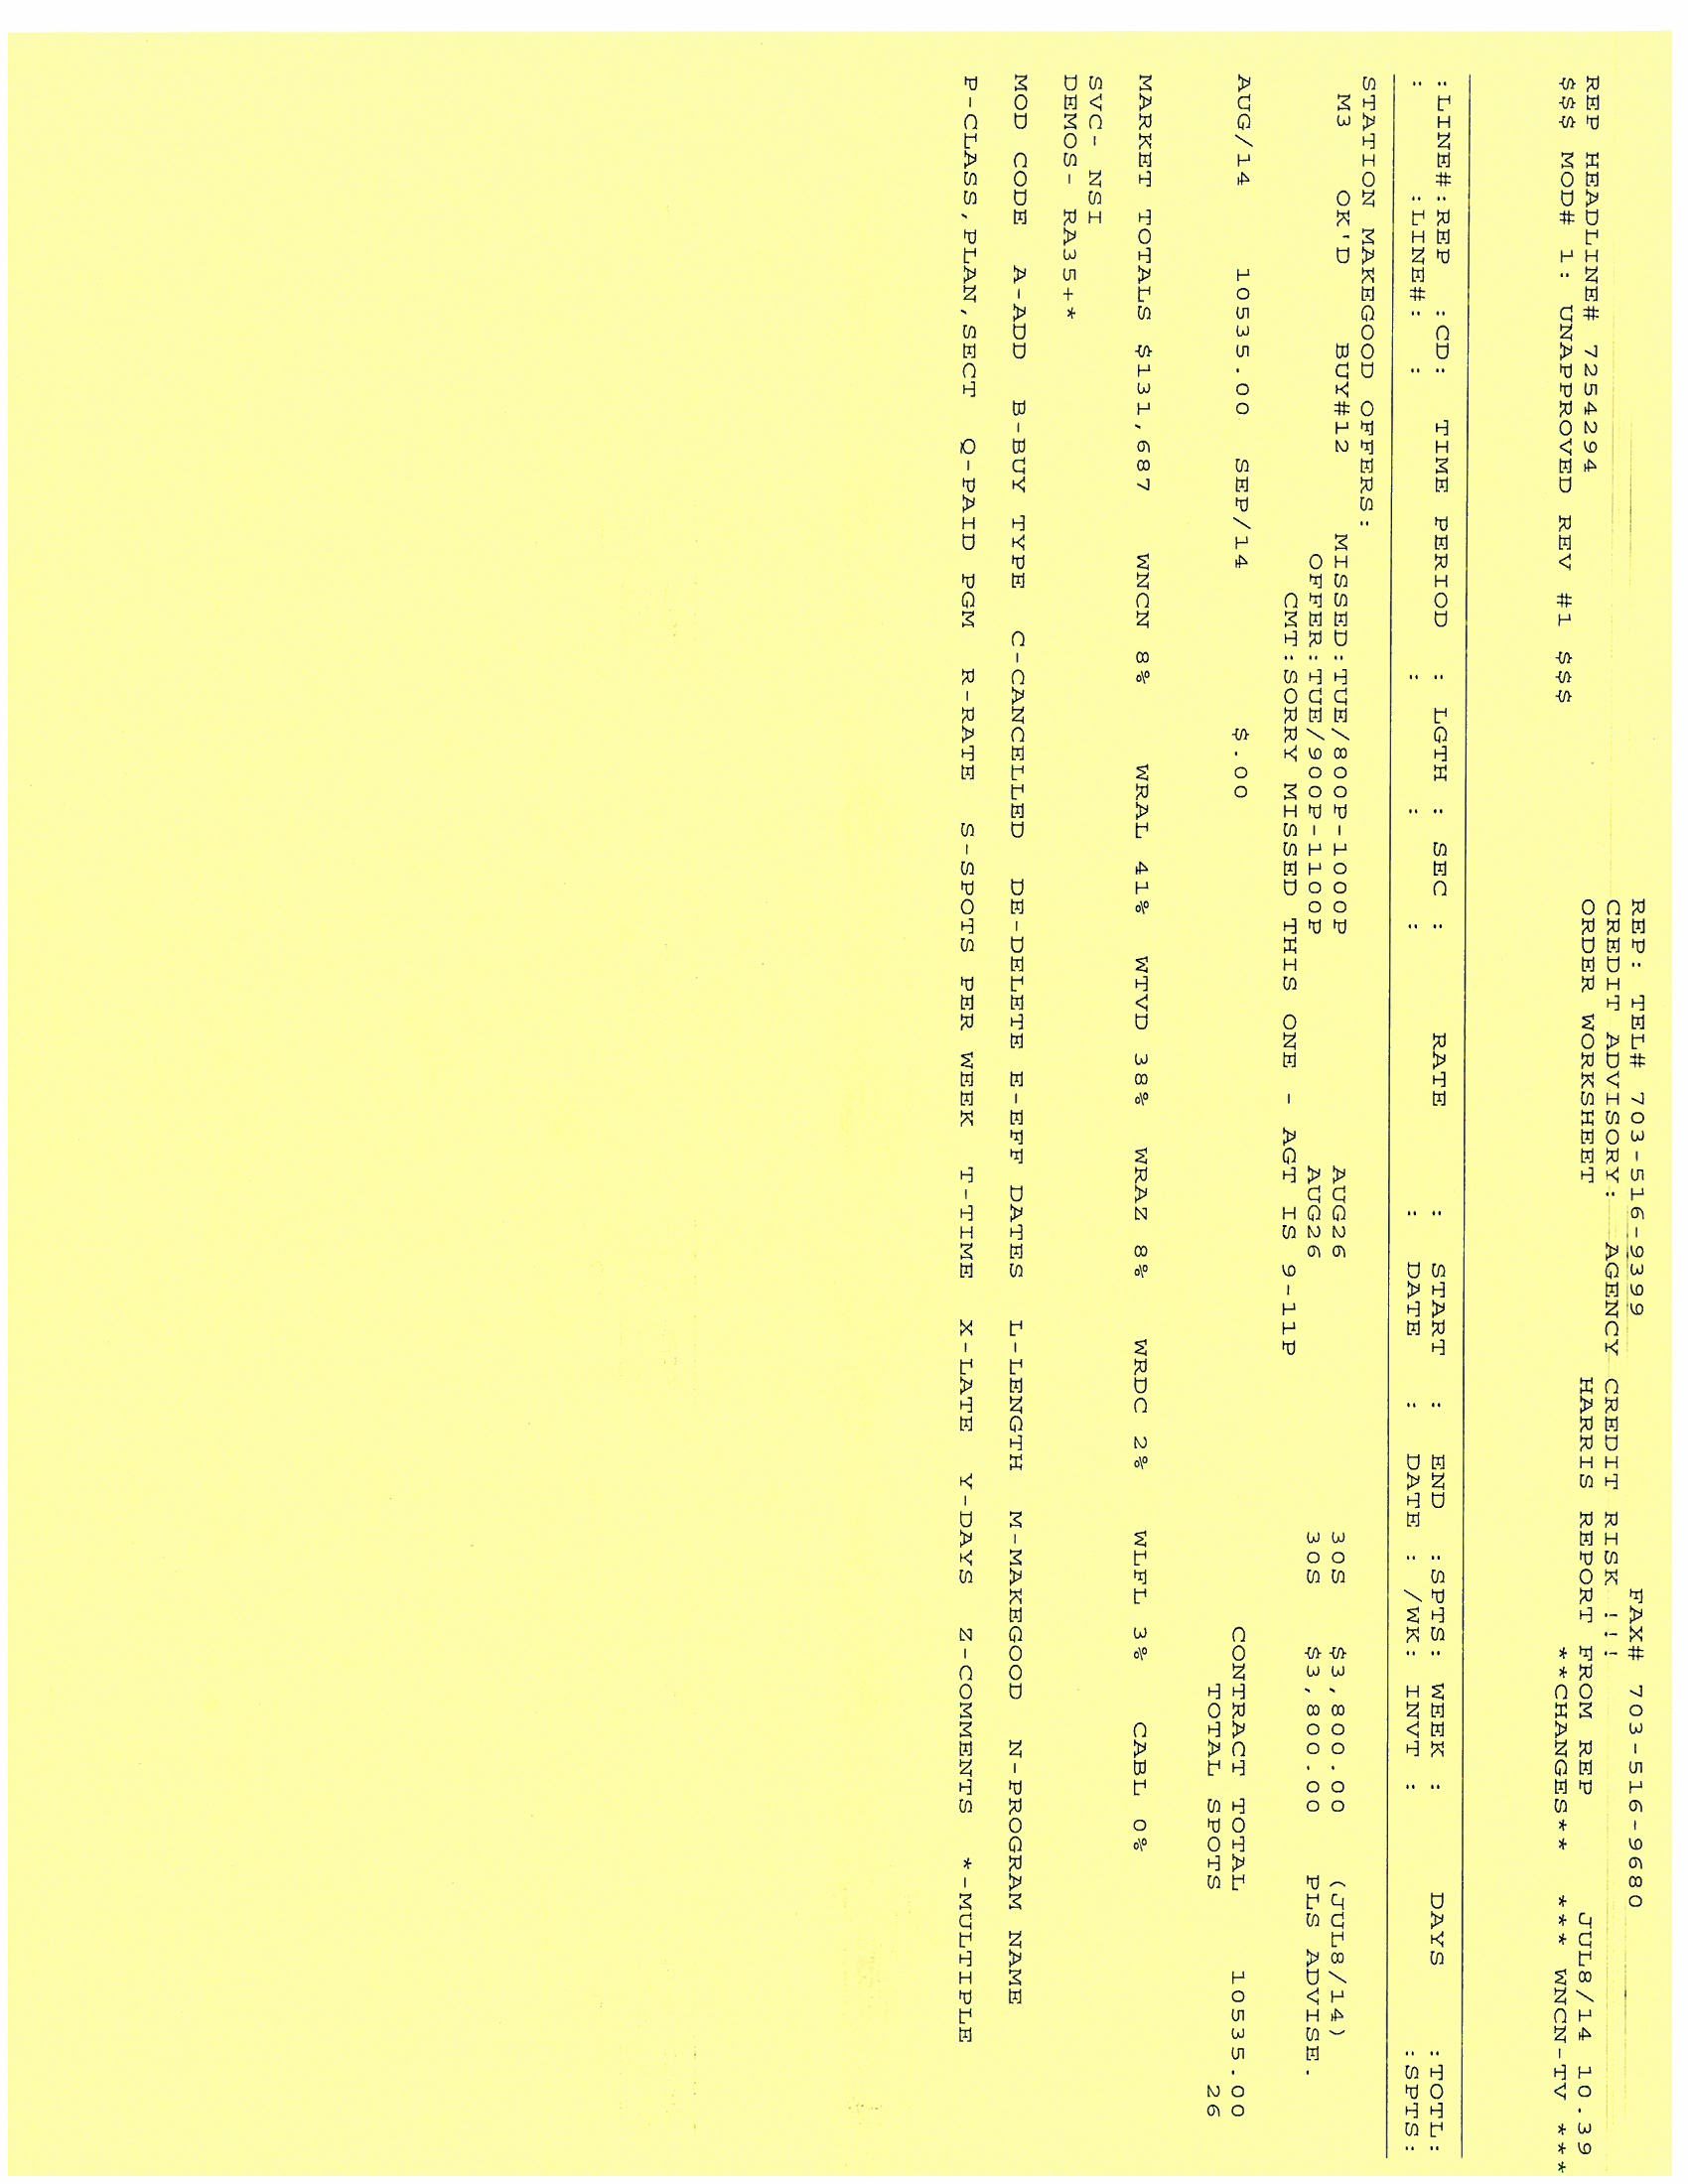 REP: TEL# 703-516-9399 FAX# 703-516-9680
CREDIT ADVISORY: AGENCY CREDIT RISK !!!
REP HEADLINE# 7254294 ORDER WORKSHEET HARRIS REPORT FROM REP JUL8/14 10.39
$$$ MOD# 1: UNAPPROVED REV #1 $$$ **CHANGES** *** WNCN-TV ***
:LINE#:REP :CD: TIME PERIOD : LGTH : SEC : RATE : START : END :SPTS: WEEK : DAYS :TOTL:
: :LINE#: : : : : : DATE : DATE : /WK: INVT : :SPTS:
STATION MAKEGOOD OFFERS:
M3 OK'D BUY#12 MISSED:TUE/800P-1000P AUG26 30S $3,800.00 (JUL8/14)
OFFER:TUE/900P-1100P AUG26 30S $3,800.00 PLS ADVISE.
CMT:SORRY MISSED THIS ONE - AGT IS 9-11P
AUG/14 10535.00 SEP/14 $.00 CONTRACT TOTAL 10535.00
TOTAL SPOTS 26
MARKET TOTALS $131,687 WNCN 8% WRAL 41% WTVD 38% WRAZ 8% WRDC 2% WLFL 3% CABL 0%
SVC- NSI
DEMOS- RA35+*
MOD CODE A-ADD B-BUY TYPE C-CANCELLED DE-DELETE E-EFF DATES L-LENGTH M-MAKEGOOD N-PROGRAM NAME
P-CLASS,PLAN,SECT Q-PAID PGM R-RATE S-SPOTS PER WEEK T-TIME X-LATE Y-DAYS Z-COMMENTS *-MULTIPLE